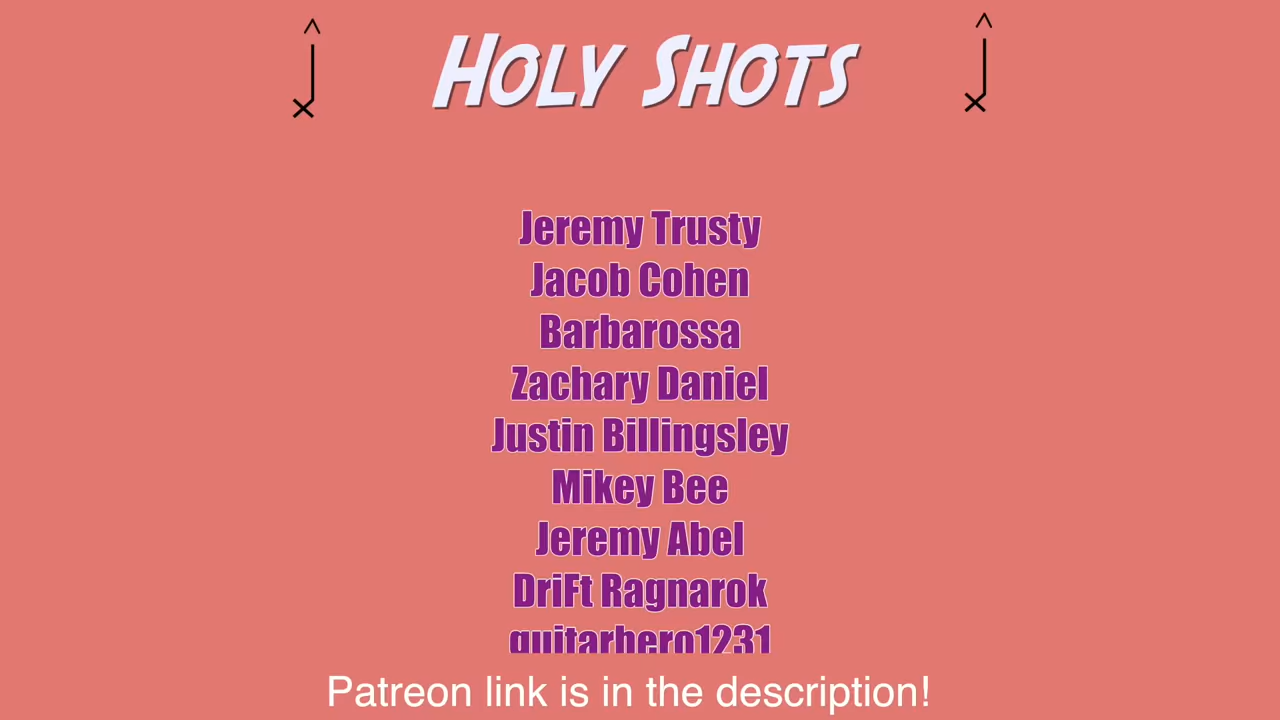 Holy Shots
Jeremy Trusty
Jacob Cohen
Barbarossa
Zachary Daniel
Justin Billingsley
Mikey Bee
Jeremy Abel
DriFt Ragnarok
guitarhero1231
Patreon link is in the description!